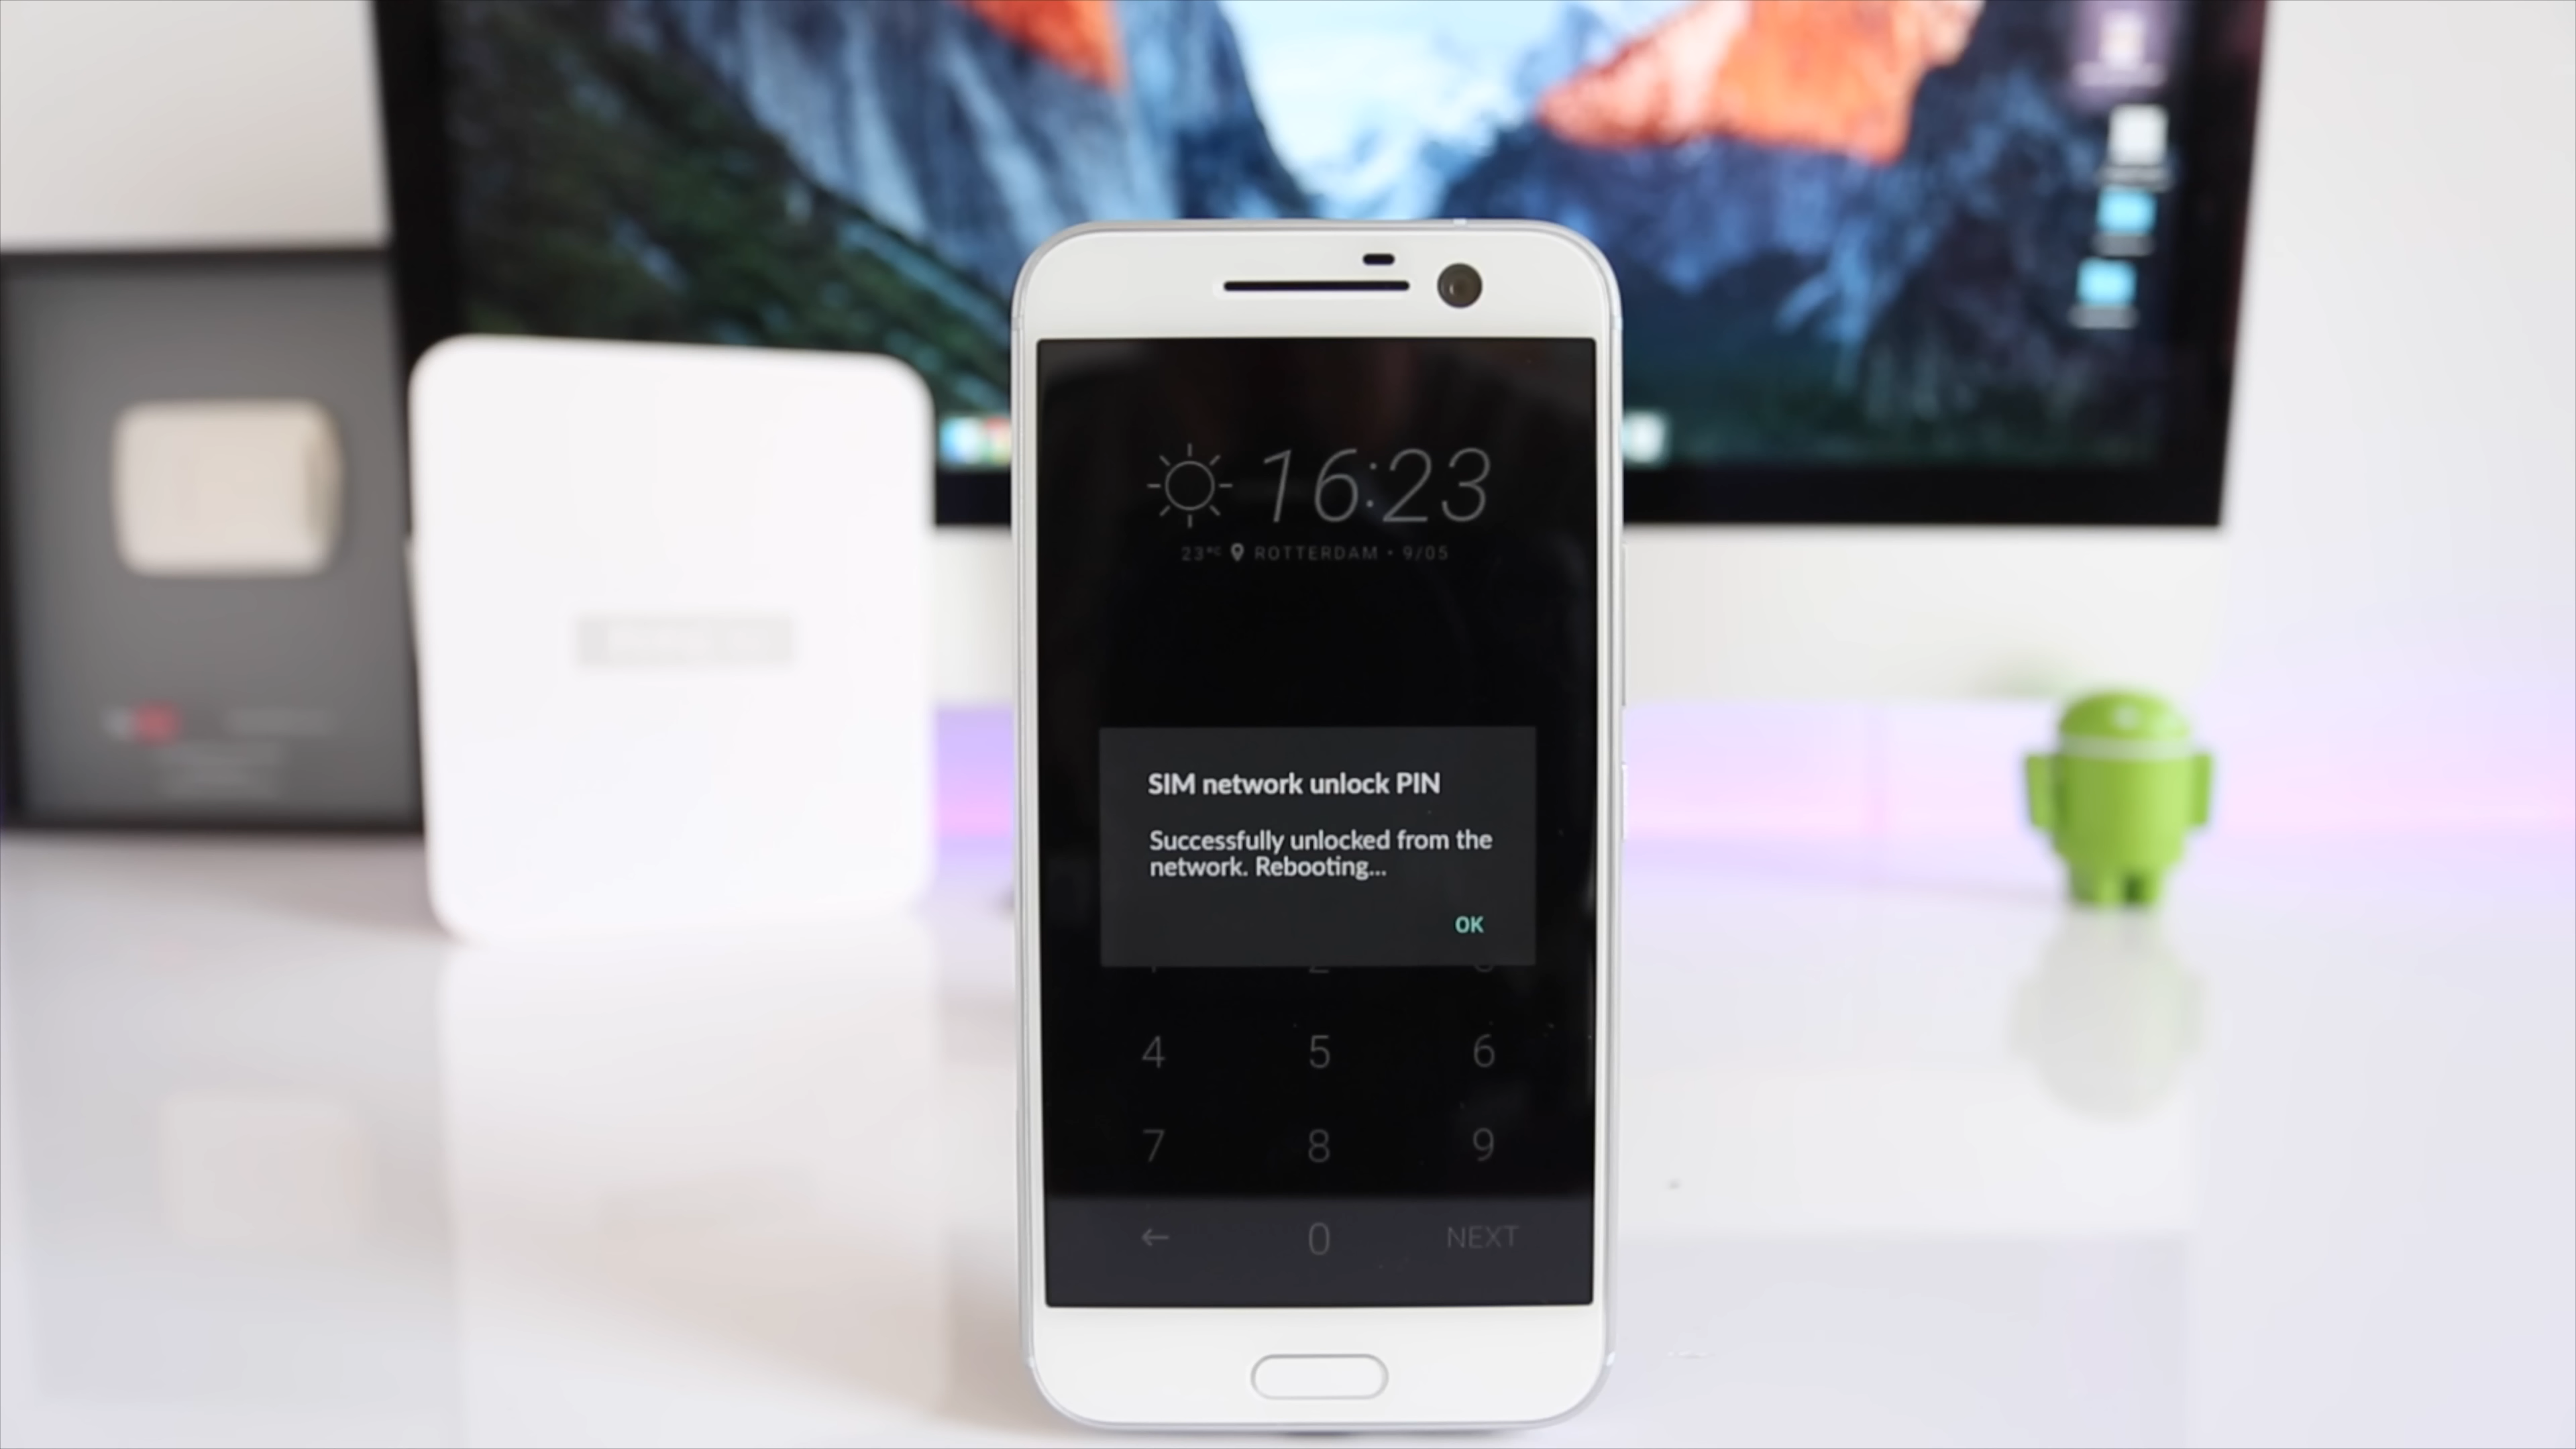 16:23
23°C ROTTERDAM • 9/05
SIM network unlock PIN
Successfully unlocked from the
network. Rebooting...
OK
4 5 6
7 8 9
← 0 NEXT